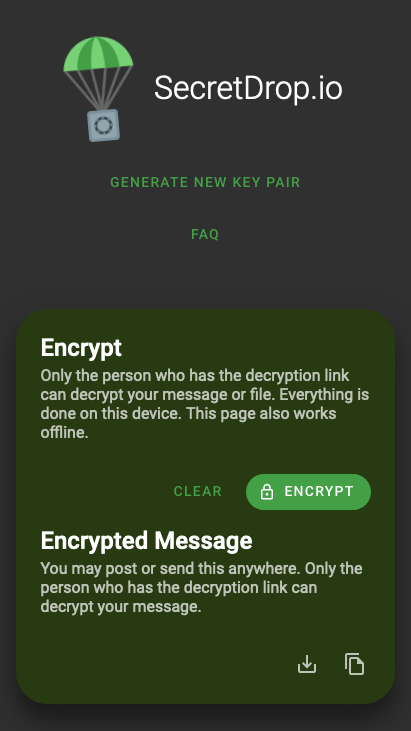 SecretDrop.io
GENERATE NEW KEY PAIR
FAQ
Encrypt
Only the person who has the decryption link
can decrypt your message or file. Everything is
done on this device. This page also works
offline.
CLEAR
ENCRYPT
Encrypted Message
You may post or send this anywhere. Only the
person who has the decryption link can
decrypt your message.